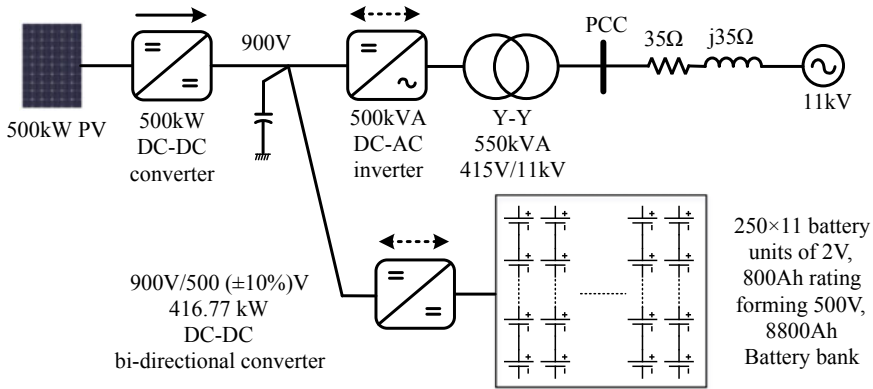 500kW PV
500kW
DC-DC
converter
900V
500kVA
DC-AC
inverter
Y-Y
550kVA
415V/11kV
PCC
35Ω
j35Ω
11kV
900V/500 (±10%)V
416.77 kW
DC-DC
bi-directional converter
250×11 battery
units of 2V,
800Ah rating
forming 500V,
8800Ah
Battery bank